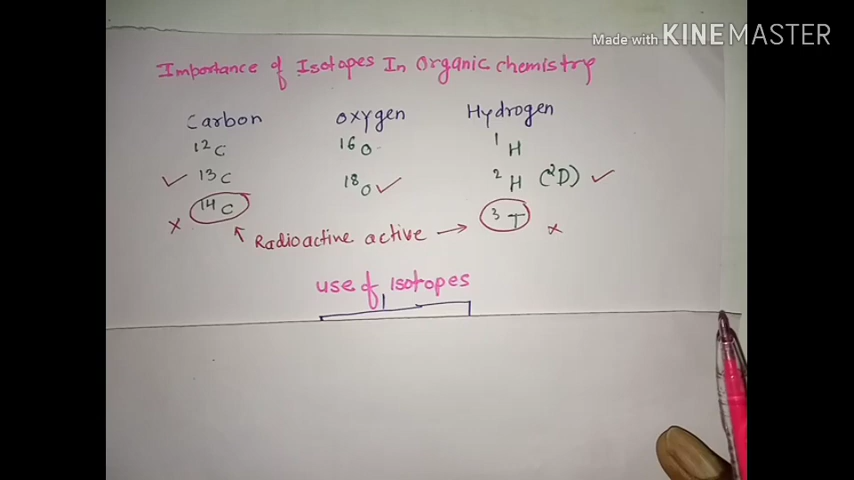 Made with KINEMASTER
Importance of Isotopes In Organic chemistry
Carbon oxygen Hydrogen
¹²C ¹⁶O ¹H
✓ ¹³C ¹⁸O ✓ ²H (²D) ✓
x ¹⁴C ³T x
Radioactive active
use of isotopes